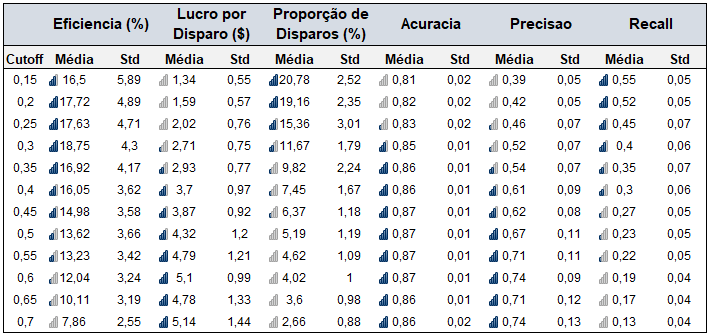 Eficiencia (%) Lucro por Disparo ($) Proporção de Disparos (%) Acuracia Precisao Recall
Cutoff Média Std Média Std Média Std Média Std Média Std Média Std
0,15 16,5 5,89 1,34 0,55 20,78 2,52 0,81 0,02 0,39 0,05 0,55 0,05
0,2 17,72 4,89 1,59 0,57 19,16 2,35 0,82 0,02 0,42 0,05 0,52 0,05
0,25 17,63 4,71 2,02 0,76 15,36 3,01 0,83 0,02 0,46 0,07 0,45 0,07
0,3 18,75 4,3 2,71 0,75 11,67 1,79 0,85 0,01 0,52 0,07 0,4 0,06
0,35 16,92 4,17 2,93 0,77 9,82 2,24 0,86 0,01 0,54 0,07 0,35 0,07
0,4 16,05 3,62 3,7 0,97 7,45 1,67 0,86 0,01 0,61 0,09 0,3 0,06
0,45 14,98 3,58 3,87 0,92 6,37 1,18 0,87 0,01 0,62 0,08 0,27 0,05
0,5 13,62 3,66 4,32 1,2 5,19 1,19 0,87 0,01 0,67 0,11 0,23 0,05
0,55 13,23 3,42 4,79 1,21 4,62 1,09 0,87 0,01 0,71 0,11 0,22 0,05
0,6 12,04 3,24 5,1 0,99 4,02 1 0,87 0,01 0,74 0,09 0,19 0,04
0,65 10,11 3,19 4,78 1,33 3,6 0,98 0,86 0,01 0,71 0,12 0,17 0,04
0,7 7,86 2,55 5,14 1,44 2,66 0,88 0,86 0,02 0,74 0,13 0,13 0,04